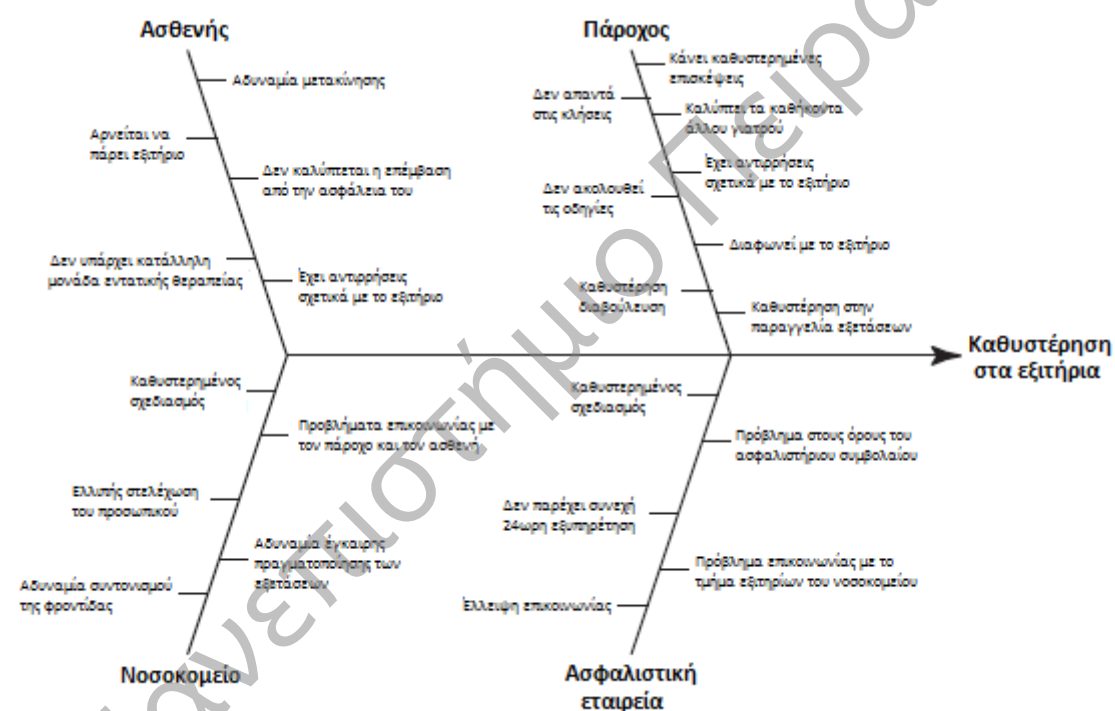 Ασθενής
Αδυναμία μετακίνησης
Αρνείται να
πάρει εξιτήριο
Δεν καλύπτεται η επέμβαση
από την ασφάλεια του
Δεν υπάρχει κατάλληλη
μονάδα εντατικής θεραπείας
Έχει αντιρρήσεις
σχετικά με το εξιτήριο
Πάροχος
Κάνει καθυστερημένες
επισκέψεις
Δεν απαντά
στις κλήσεις
Καλύπτει τα καθήκοντα
άλλου γιατρού
Έχει αντιρρήσεις
σχετικά με το εξιτήριο
Δεν ακολουθεί
τις οδηγίες
Διαφωνεί με το εξιτήριο
Καθυστέρηση
διαβούλευση
Καθυστέρηση στην
παραγγελία εξετάσεων
Καθυστέρηση
στα εξιτήρια
Καθυστερημένος
σχεδιασμός
Προβλήματα επικοινωνίας με
τον πάροχο και τον ασθενή
Ελλιπής στελέχωση
του προσωπικού
Αδυναμία έγκαιρης
πραγματοποίησης των
εξετάσεων
Αδυναμία συντονισμού
της φροντίδας
Νοσοκομείο
Καθυστερημένος
σχεδιασμός
Πρόβλημα στους όρους του
ασφαλιστήριου συμβολαίου
Δεν παρέχει συνεχή
24ωρη εξυπηρέτηση
Πρόβλημα επικοινωνίας με το
τμήμα εξιτηρίων του νοσοκομείου
Έλλειψη επικοινωνίας
Ασφαλιστική
εταιρεία
Πανεπιστήμιο Πειρα